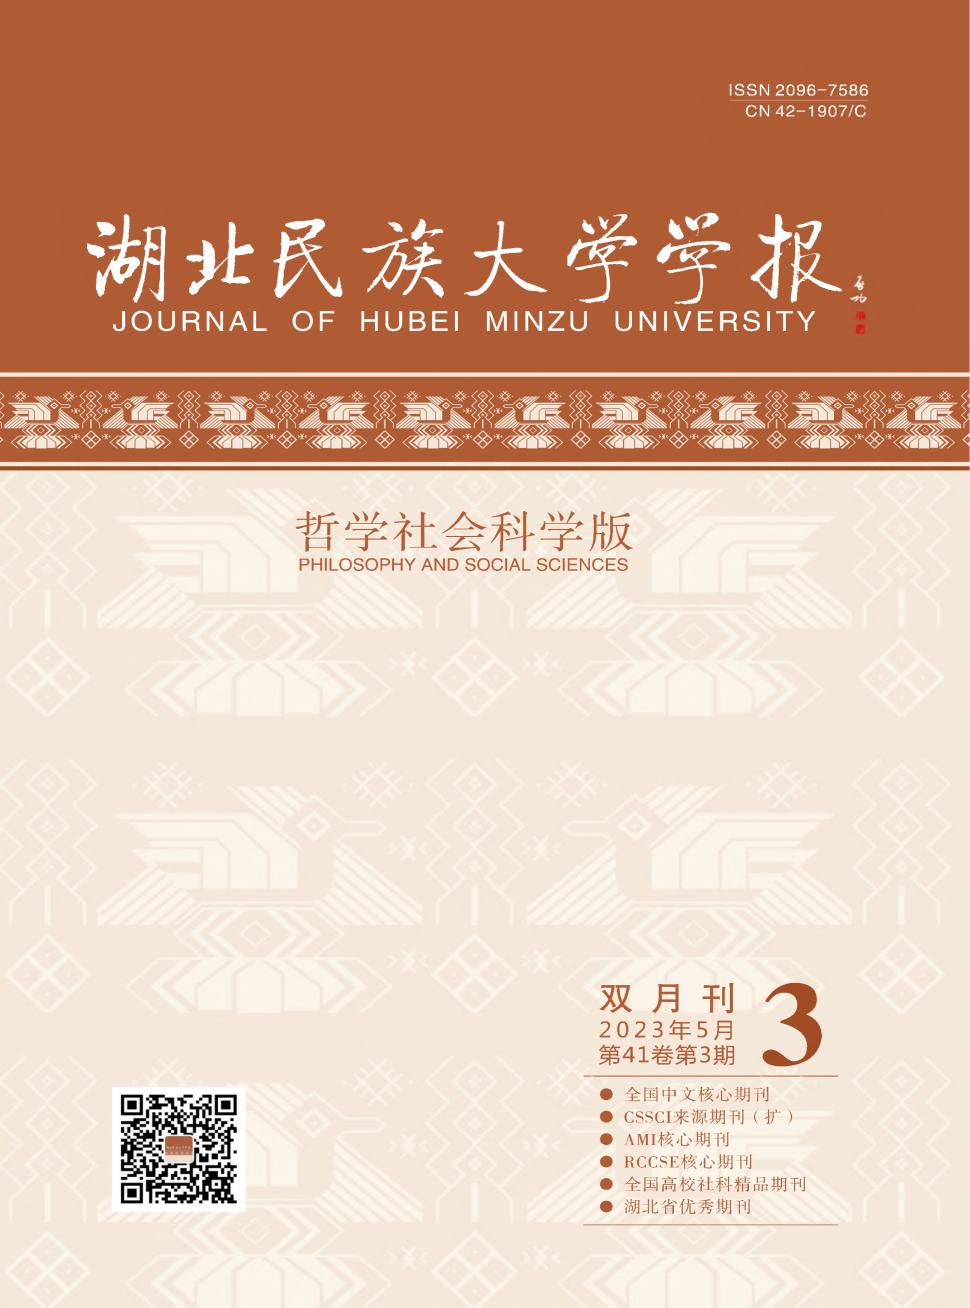 ISSN 2096-7586
CN 42-1907/C
湖北民族大学学报
启功
JOURNAL OF HUBEI MINZU UNIVERSITY
哲学社会科学版
PHILOSOPHY AND SOCIAL SCIENCES
双月刊
3
2023年5月
第41卷第3期
● 全国中文核心期刊
● CSSCI来源期刊（扩）
● AMI核心期刊
● RCCSE核心期刊
● 全国高校社科精品期刊
● 湖北省优秀期刊